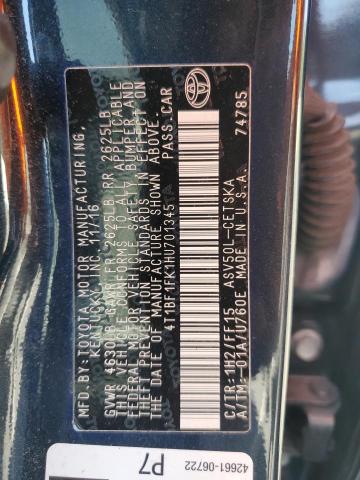 MFD.BY:TOYOTA MOTOR MANUFACTURING,
KENTUCKY, INC. 11/16
GVWR 4630LB GAWR FR 2625LB RR 2625LB
THIS VEHICLE CONFORMS TO ALL APPLICABLE
FEDERAL MOTOR VEHICLE SAFETY, BUMPER, AND
THEFT PREVENTION STANDARDS IN EFFECT ON
THE DATE OF MANUFACTURE SHOWN ABOVE.
4T1BF1FK1HU701345 PASS.CAR
C/TR:1H2/FF15 ASV50L-CETSKA
A/TM:-01A/U760E MADE IN U.S.A. 74785
42661-06722
P7